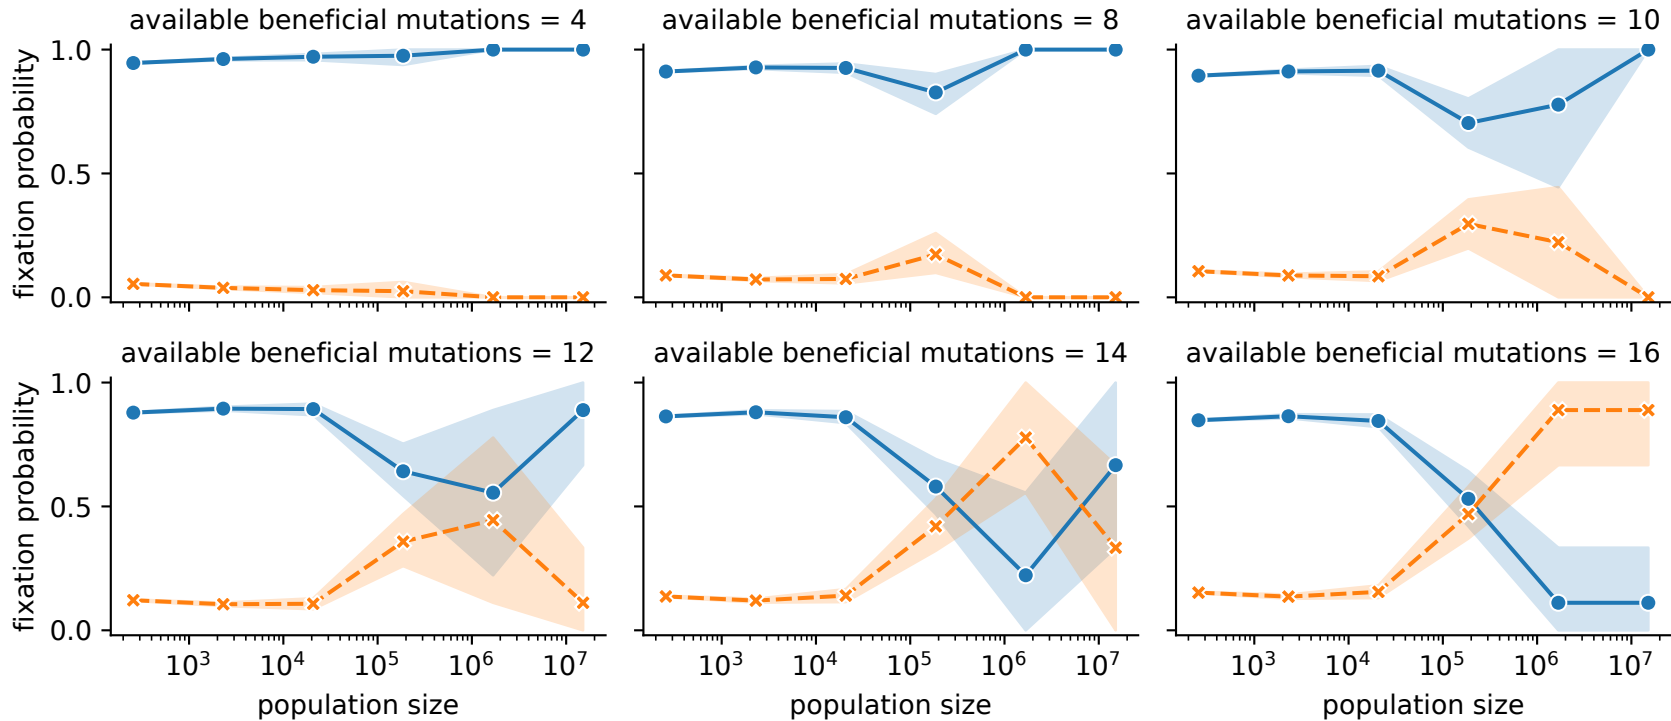 available beneficial mutations = 4
available beneficial mutations = 8
available beneficial mutations = 10
fixation probability
1.0
0.5
0.0
available beneficial mutations = 12
available beneficial mutations = 14
available beneficial mutations = 16
fixation probability
1.0
0.5
0.0
10³ 10⁴ 10⁵ 10⁶ 10⁷
10³ 10⁴ 10⁵ 10⁶ 10⁷
10³ 10⁴ 10⁵ 10⁶ 10⁷
population size
population size
population size